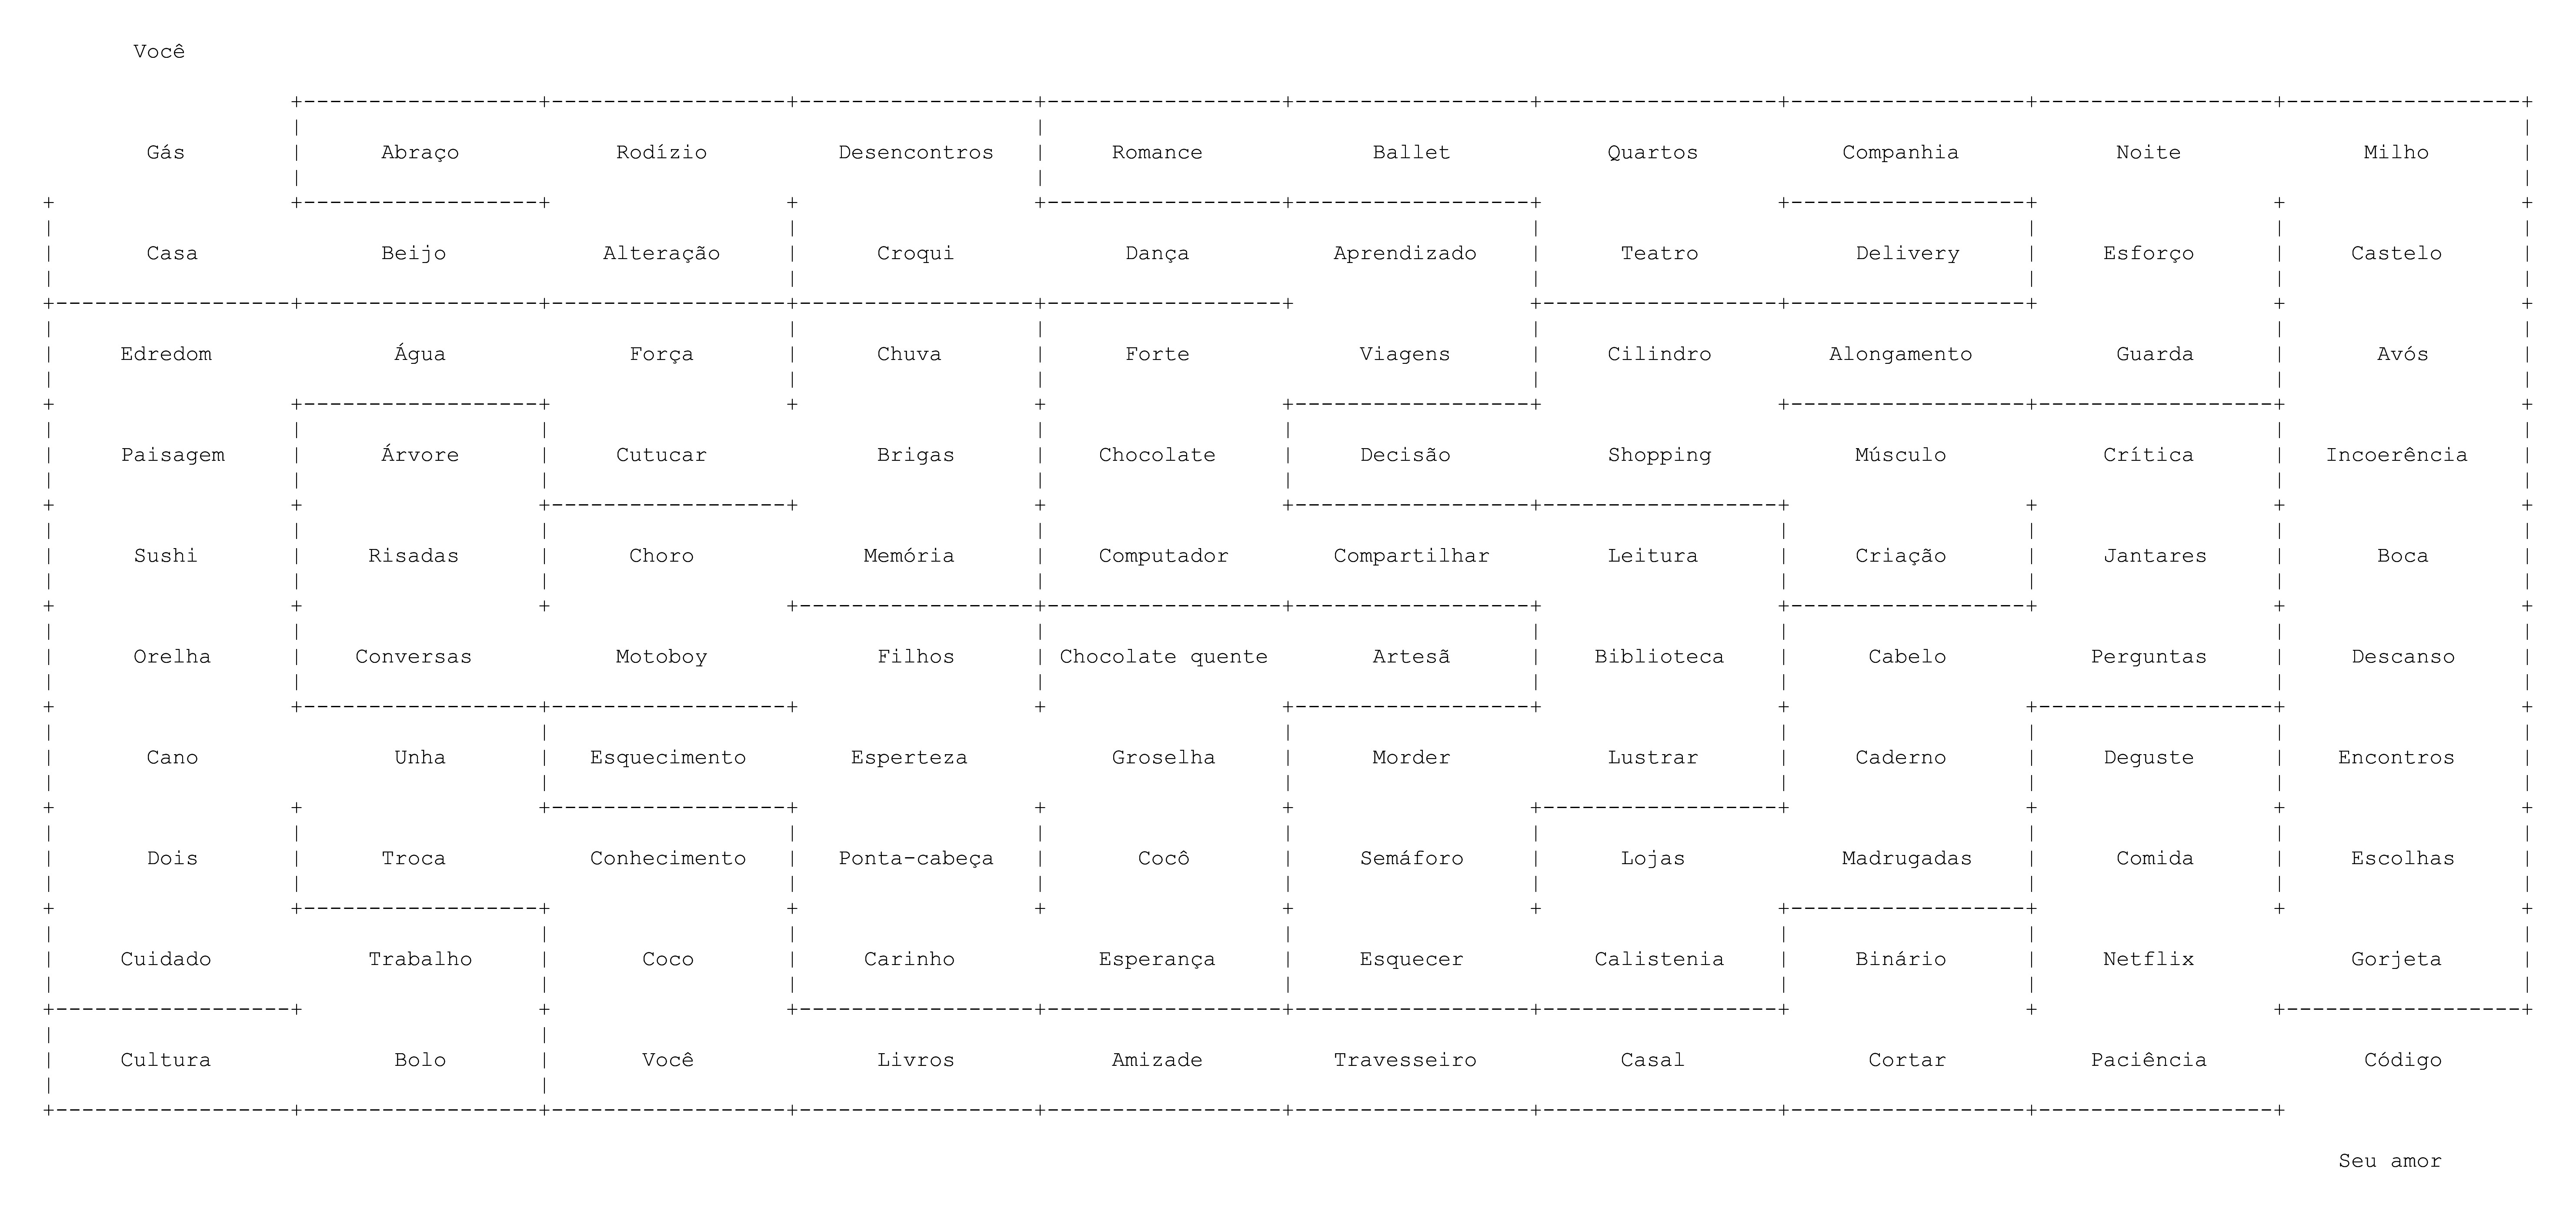 Você
Gás Abraço Rodízio Desencontros Romance Ballet Quartos Companhia Noite Milho
Casa Beijo Alteração Croqui Dança Aprendizado Teatro Delivery Esforço Castelo
Edredom Água Força Chuva Forte Viagens Cilindro Alongamento Guarda Avós
Paisagem Árvore Cutucar Brigas Chocolate Decisão Shopping Músculo Crítica Incoerência
Sushi Risadas Choro Memória Computador Compartilhar Leitura Criação Jantares Boca
Orelha Conversas Motoboy Filhos Chocolate quente Artesã Biblioteca Cabelo Perguntas Descanso
Cano Unha Esquecimento Esperteza Groselha Morder Lustrar Caderno Deguste Encontros
Dois Troca Conhecimento Ponta-cabeça Cocô Semáforo Lojas Madrugadas Comida Escolhas
Cuidado Trabalho Coco Carinho Esperança Esquecer Calistenia Binário Netflix Gorjeta
Cultura Bolo Você Livros Amizade Travesseiro Casal Cortar Paciência Código
Seu amor